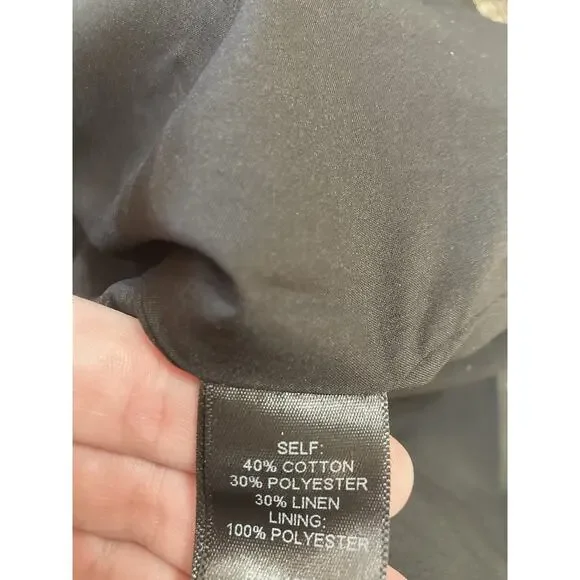 SELF:
40% COTTON
30% POLYESTER
30% LINEN
LINING:
100% POLYESTER